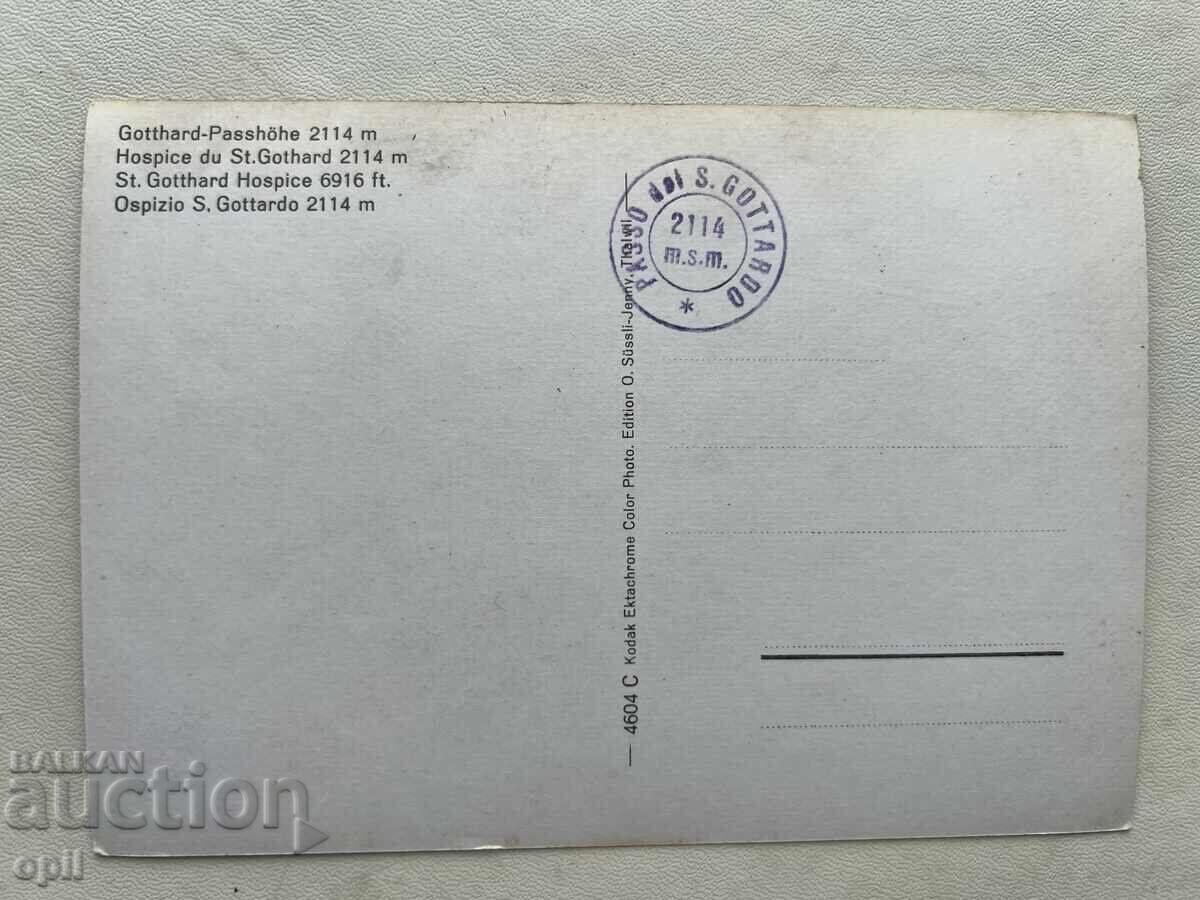 Gotthard-Passhöhe 2114 m
Hospice du St.Gothard 2114 m
St. Gotthard Hospice 6916 ft.
Ospizio S. Gottardo 2114 m
PASSO del S. GOTTARDO
2114
m.s.m.
*
4604 C Kodak Ektachrome Color Photo. Edition O. Süssli-Jenny, Thalwil
BALKAN
auction
opil